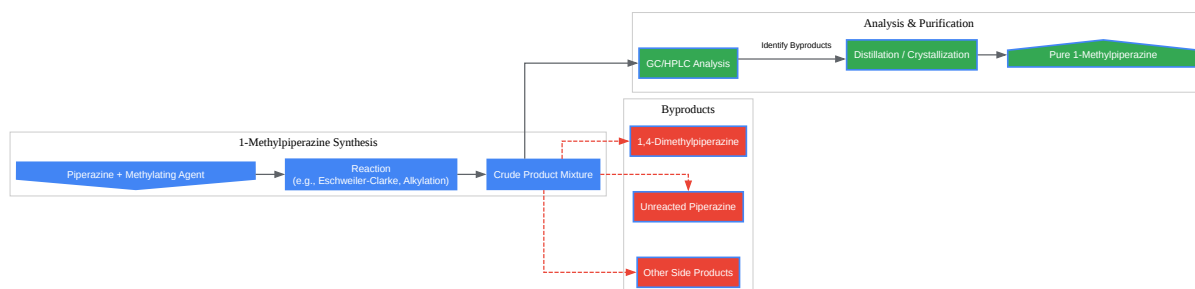 Analysis & Purification
GC/HPLC Analysis
Identify Byproducts
Distillation / Crystallization
Pure 1-Methylpiperazine
Byproducts
1,4-Dimethylpiperazine
Unreacted Piperazine
Other Side Products
1-Methylpiperazine Synthesis
Piperazine + Methylating Agent
Reaction
(e.g., Eschweiler-Clarke, Alkylation)
Crude Product Mixture